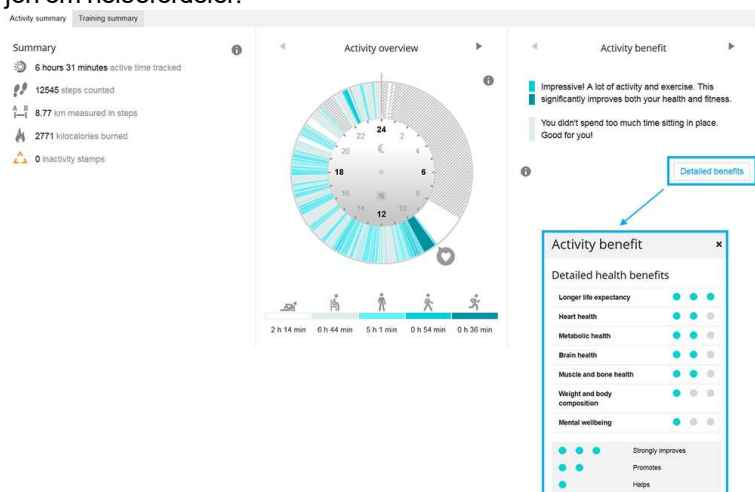 Activity summary Training summary
Summary
6 hours 31 minutes active time tracked
12545 steps counted
A B
8.77 km measured in steps
2771 kilocalories burned
0 inactivity stamps
Activity overview
24
2
4
6
8
10
12
14
16
18
20
22
2 h 14 min 6 h 44 min 5 h 1 min 0 h 54 min 0 h 36 min
Activity benefit
Impressive! A lot of activity and exercise. This
significantly improves both your health and fitness.
You didn't spend too much time sitting in place.
Good for you!
Detailed benefits
Activity benefit ×
Detailed health benefits
Longer life expectancy
Heart health
Metabolic health
Brain health
Muscle and bone health
Weight and body
composition
Mental wellbeing
Strongly improves
Promotes
Helps